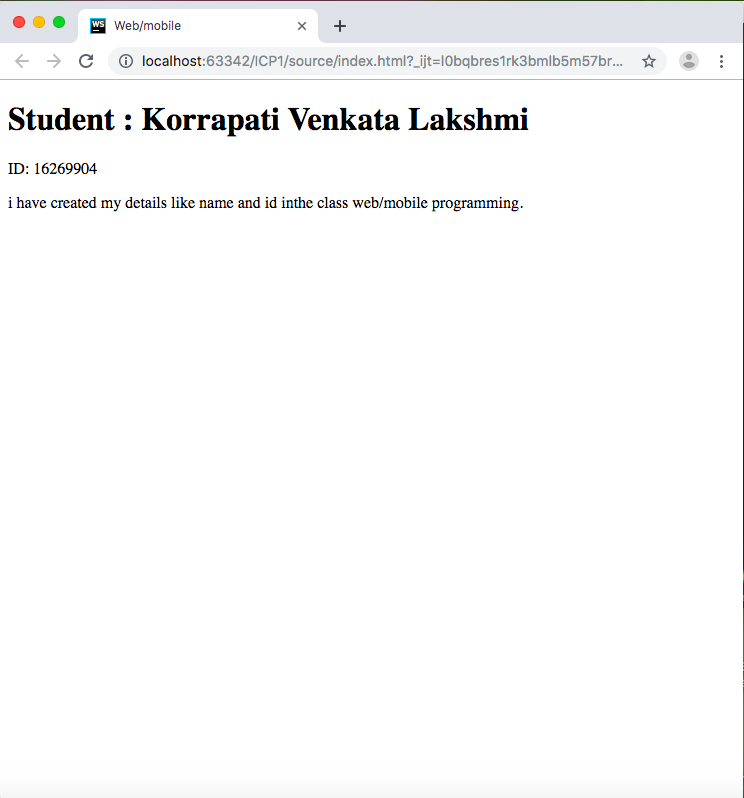 WS
Web/mobile
localhost:63342/ICP1/source/index.html?_ijt=l0bqbres1rk3bmlb5m57br...
Student : Korrapati Venkata Lakshmi
ID: 16269904
i have created my details like name and id inthe class web/mobile programming.